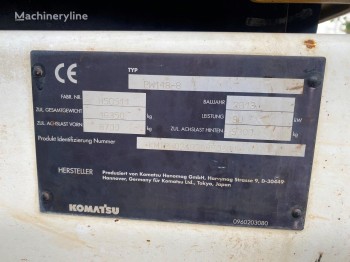 Machineryline
CE
TYP
PW148-8
FABR. NR.
BAUJAHR
ZUL. GESAMTGEWICHT kg
LEISTUNG kW
ZUL. ACHSLAST VORN kg
ZUL. ACHSLAST HINTEN kg
Produkt Identifizierung Nummer
HERSTELLER
Produziert von Komatsu Hanomag GmbH, Hanomag Strasse 9, D-30449
Hannover, Germany für Komatsu Ltd., Tokyo, Japan
KOMATSU
0960203080